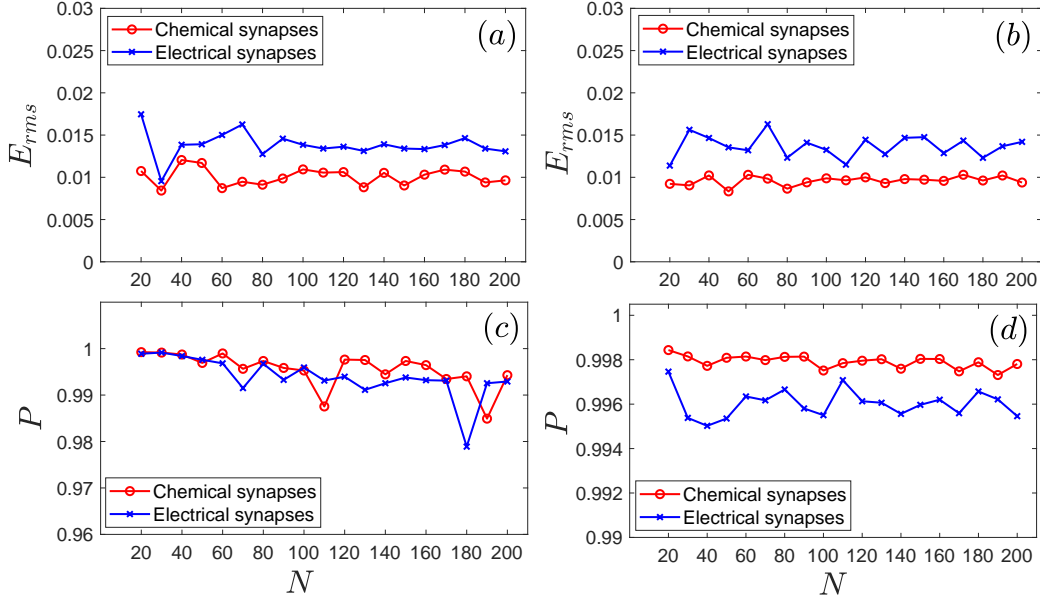 (a)
Chemical synapses
Electrical synapses
E_rms
0.03
0.025
0.02
0.015
0.01
0.005
0
20 40 60 80 100 120 140 160 180 200
(b)
Chemical synapses
Electrical synapses
E_rms
0.03
0.025
0.02
0.015
0.01
0.005
0
20 40 60 80 100 120 140 160 180 200
(c)
P
1
0.99
0.98
0.97
0.96
Chemical synapses
Electrical synapses
20 40 60 80 100 120 140 160 180 200
N
(d)
P
1
0.998
0.996
0.994
0.992
0.99
Chemical synapses
Electrical synapses
20 40 60 80 100 120 140 160 180 200
N